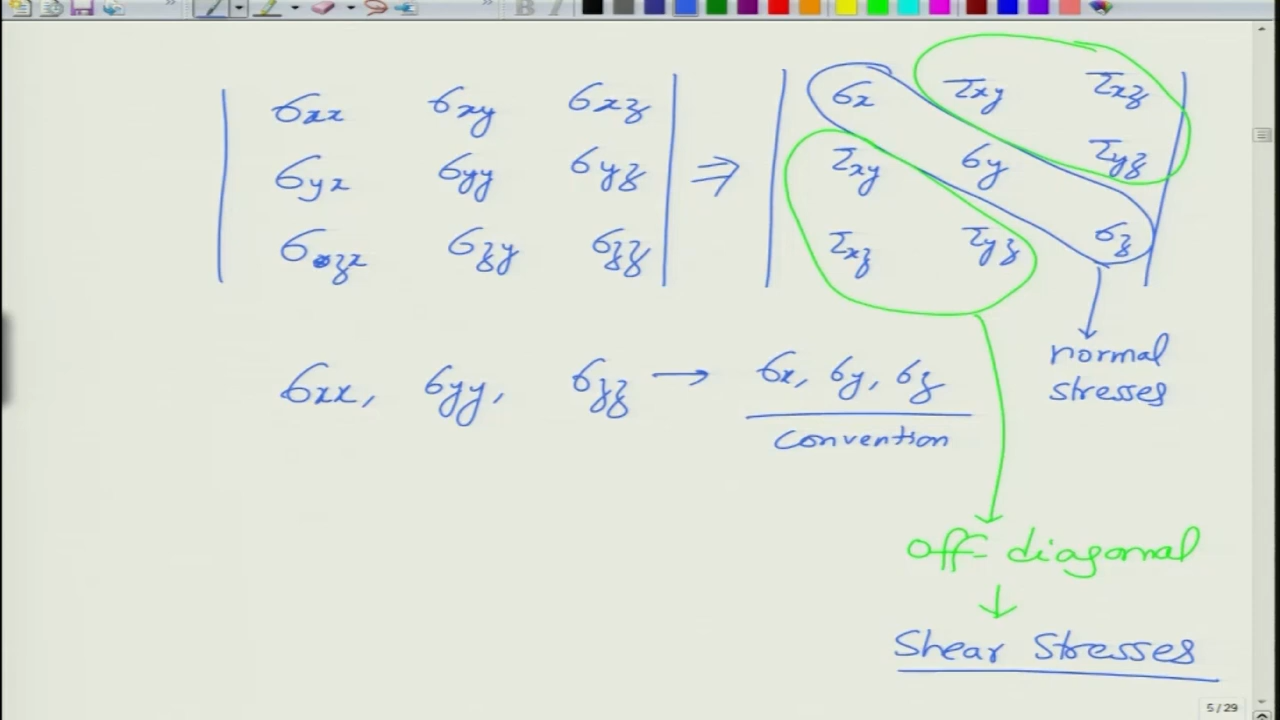 σxx σxy σxz ⇒ σx τxy τxz
σyx σyy σyz τxy σy τyz
σzx σzy σzz τxz τyz σz
normal
stresses
σxx, σyy, σzz → σx, σy, σz
Convention
off-diagonal
↓
Shear Stresses
5 / 29